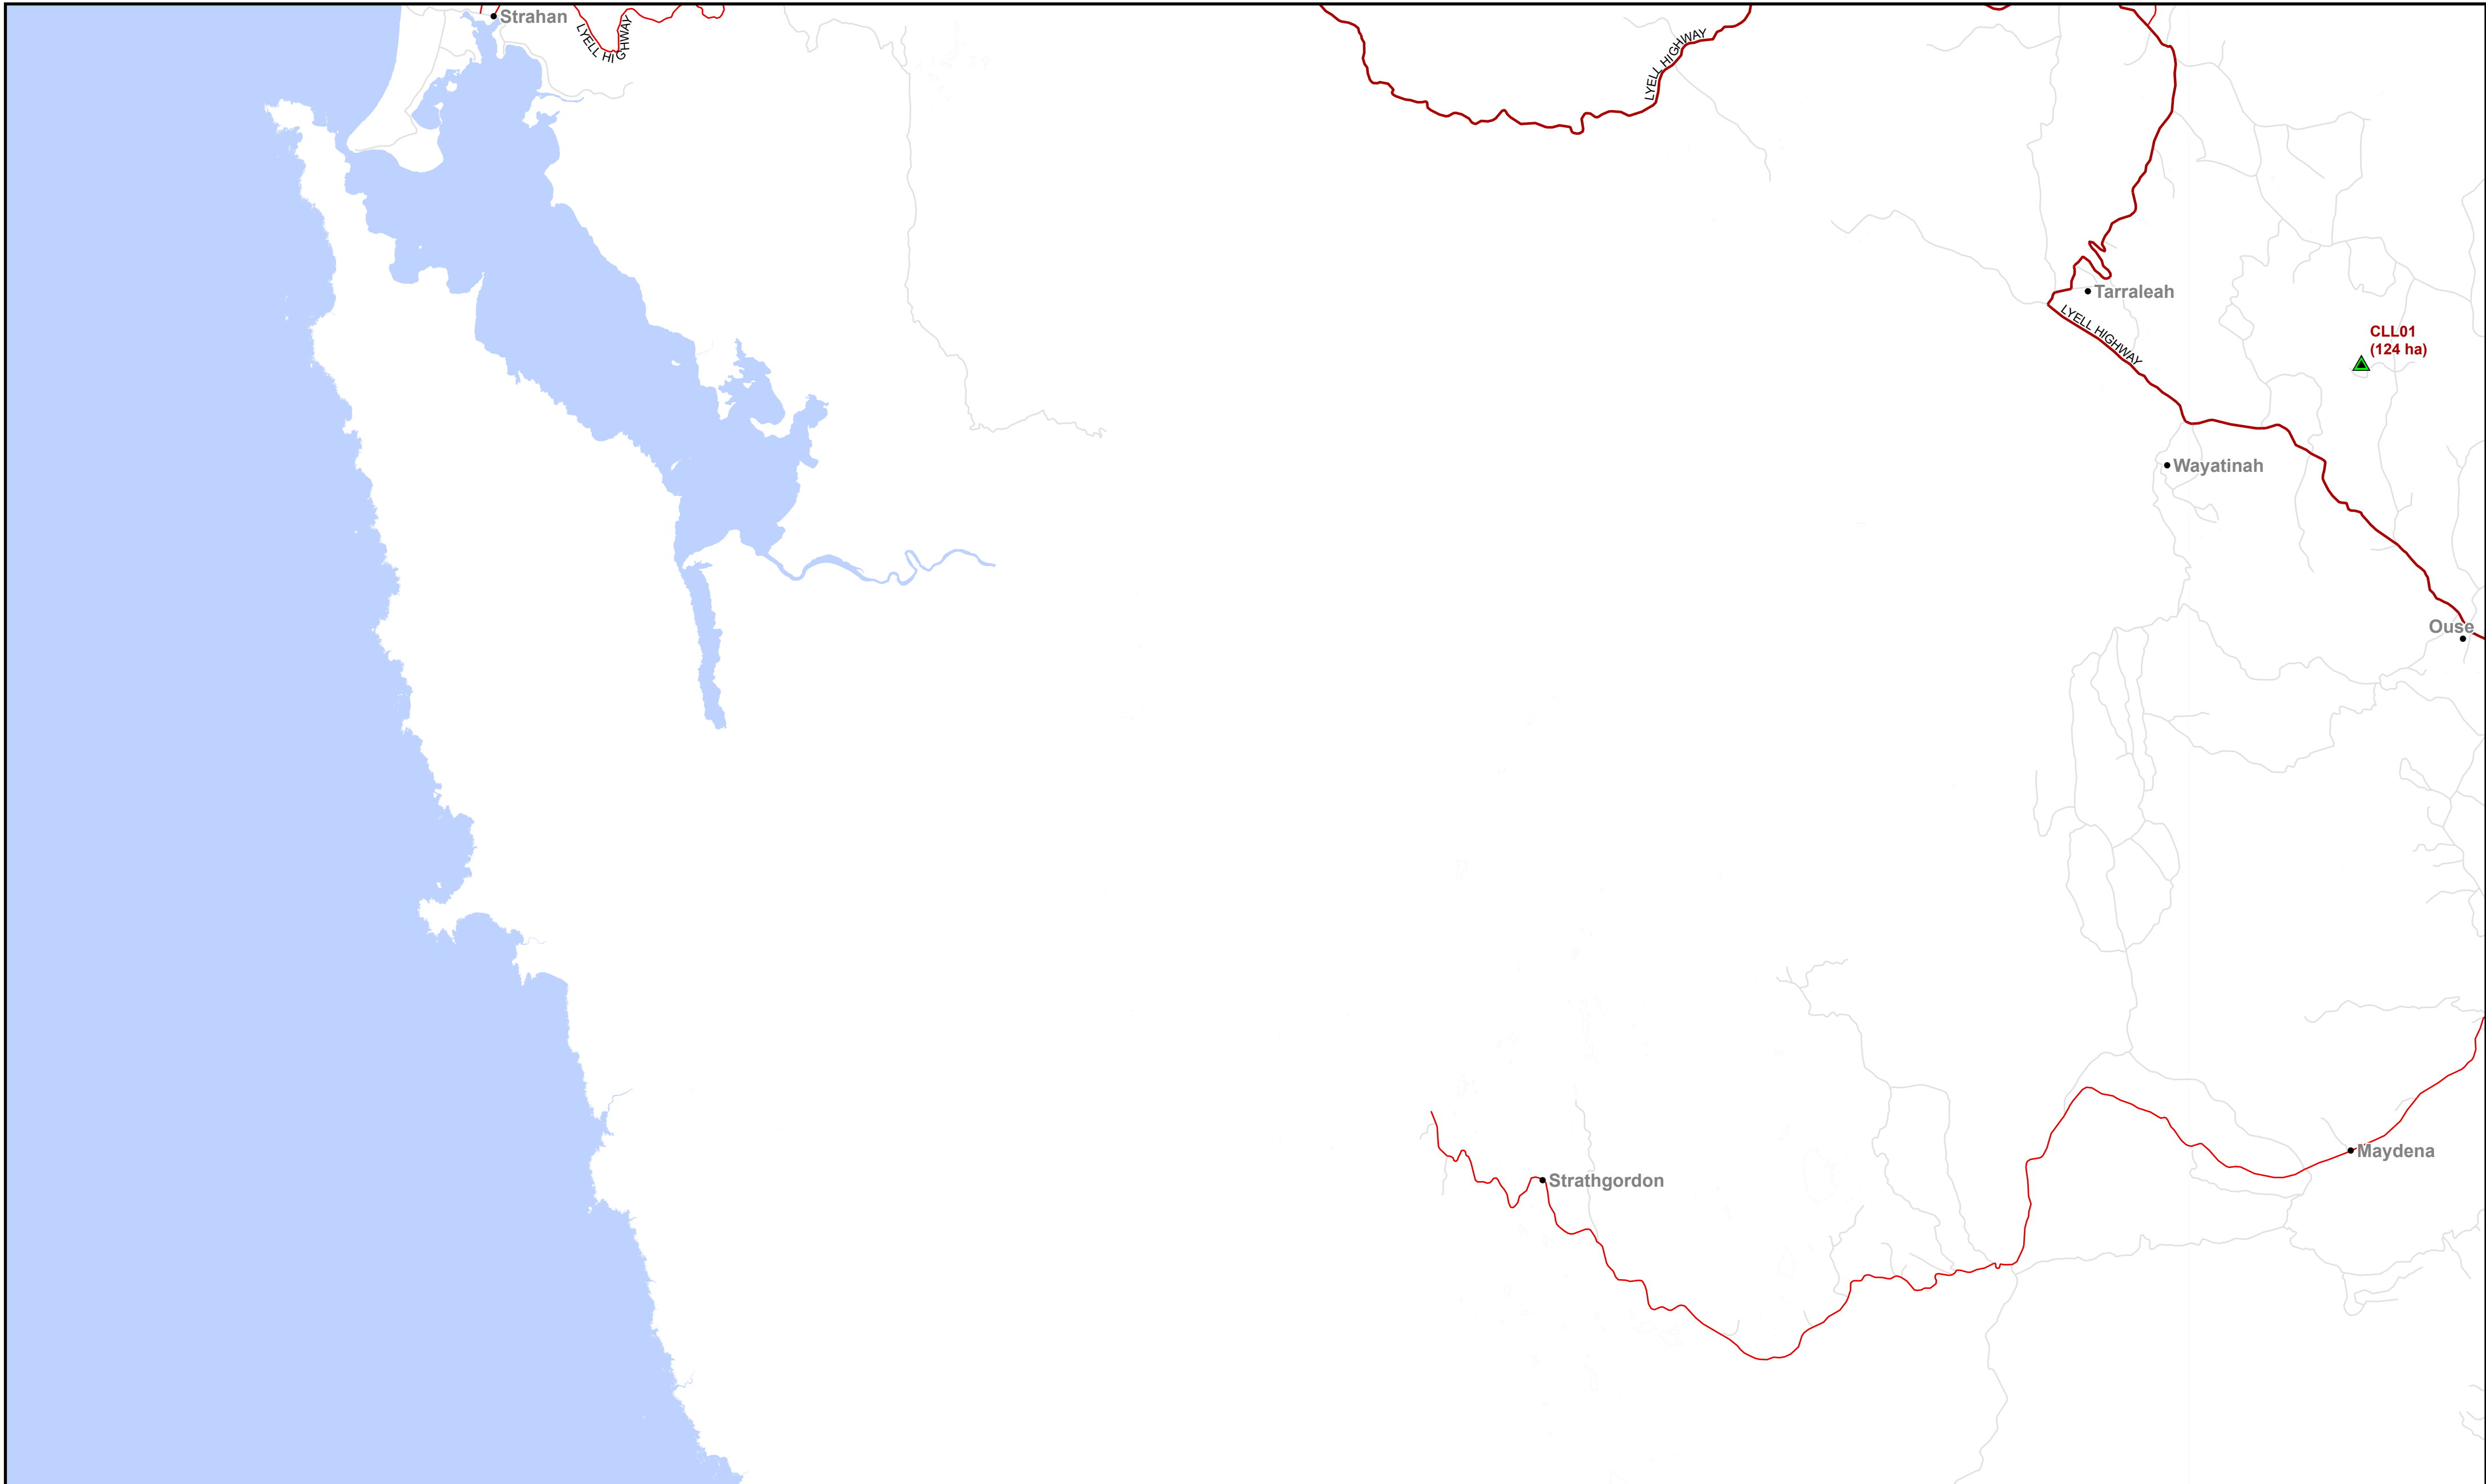 Strahan
LYELL HIGHWAY
LYELL HIGHWAY
Tarraleah
LYELL HIGHWAY
CLL01
(124 ha)
Wayatinah
Ouse
Maydena
Strathgordon